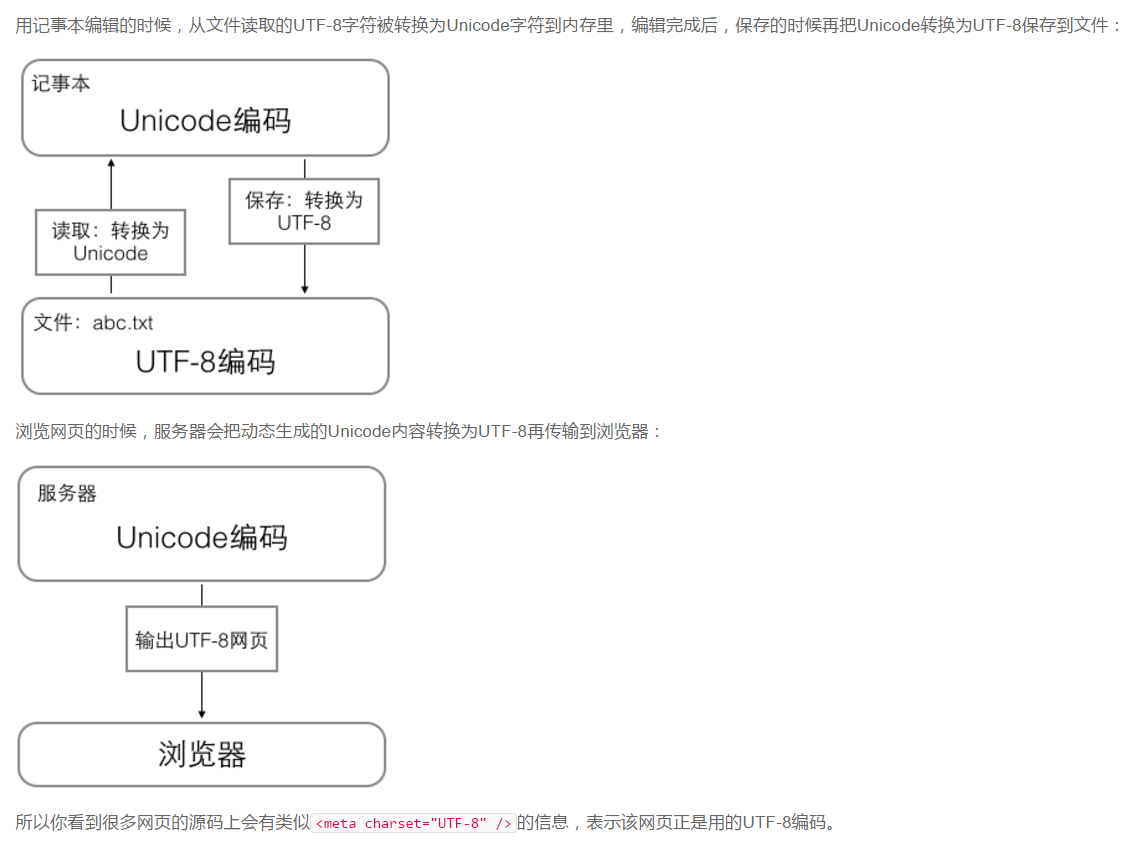 用记事本编辑的时候，从文件读取的UTF-8字符被转换为Unicode字符到内存里，编辑完成后，保存的时候再把Unicode转换为UTF-8保存到文件：
记事本
Unicode编码
保存：转换为
UTF-8
读取：转换为
Unicode
文件：abc.txt
UTF-8编码
浏览网页的时候，服务器会把动态生成的Unicode内容转换为UTF-8再传输到浏览器：
服务器
Unicode编码
输出UTF-8网页
浏览器
所以你看到很多网页的源码上会有类似<meta charset="UTF-8" />的信息，表示该网页正是用的UTF-8编码。